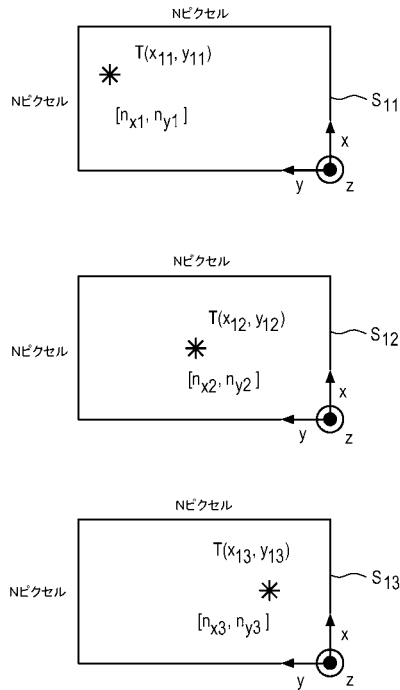 Nピクセル
T(x11, y11)
Nピクセル
[nx1, ny1 ]
S11
x
y
z
Nピクセル
T(x12, y12)
S12
Nピクセル
[nx2, ny2 ]
x
y
z
Nピクセル
T(x13, y13)
S13
Nピクセル
[nx3, ny3 ]
x
y
z